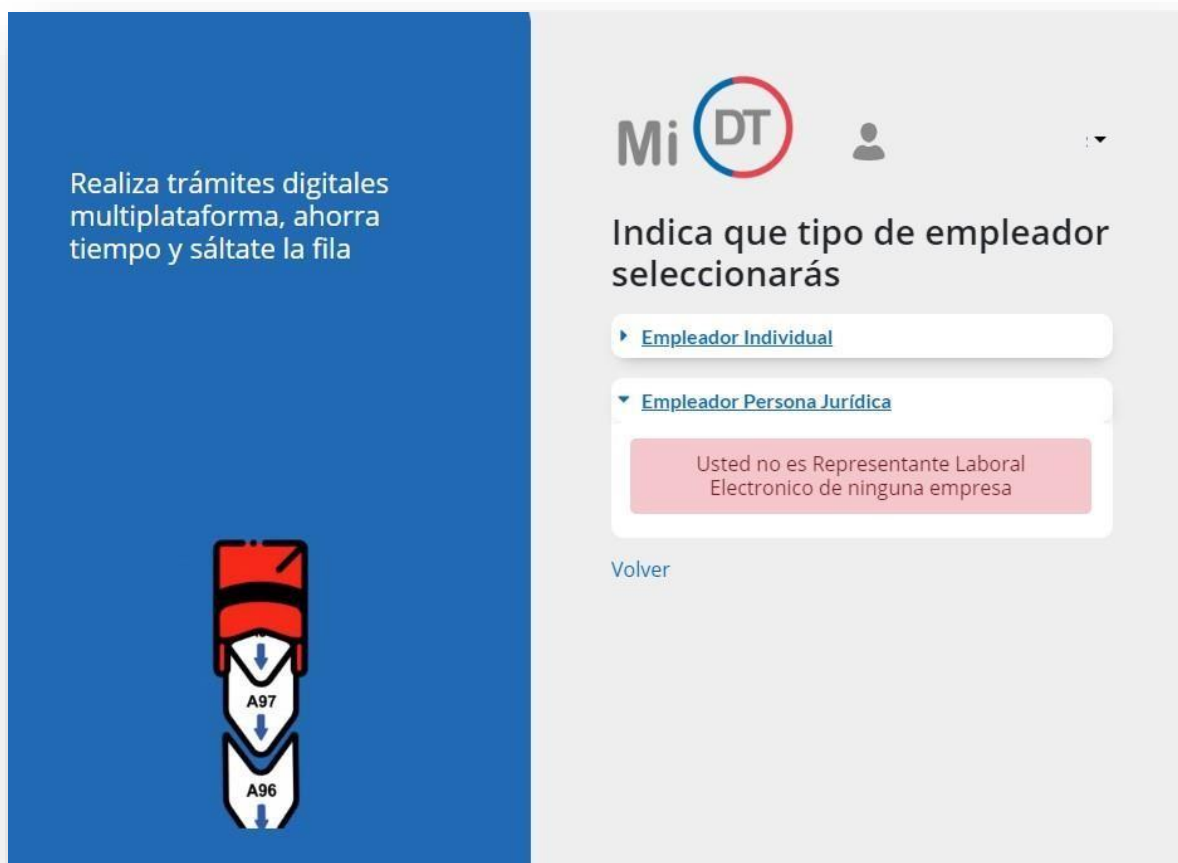 Realiza trámites digitales
multiplataforma, ahorra
tiempo y sáltate la fila
A97
A96
Mi DT
Indica que tipo de empleador
seleccionarás
Empleador Individual
Empleador Persona Jurídica
Usted no es Representante Laboral
Electronico de ninguna empresa
Volver